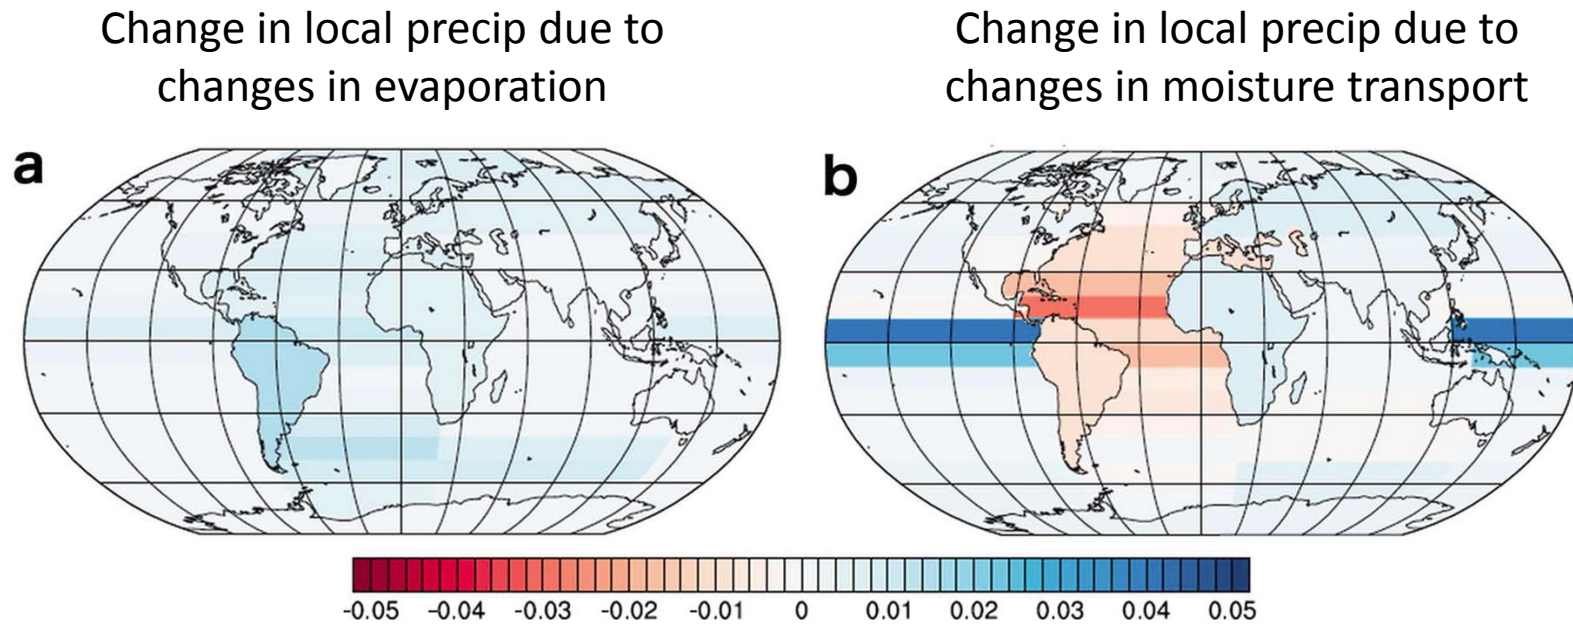 Change in local precip due to
changes in evaporation
Change in local precip due to
changes in moisture transport
a
b
-0.05 -0.04 -0.03 -0.02 -0.01 0 0.01 0.02 0.03 0.04 0.05